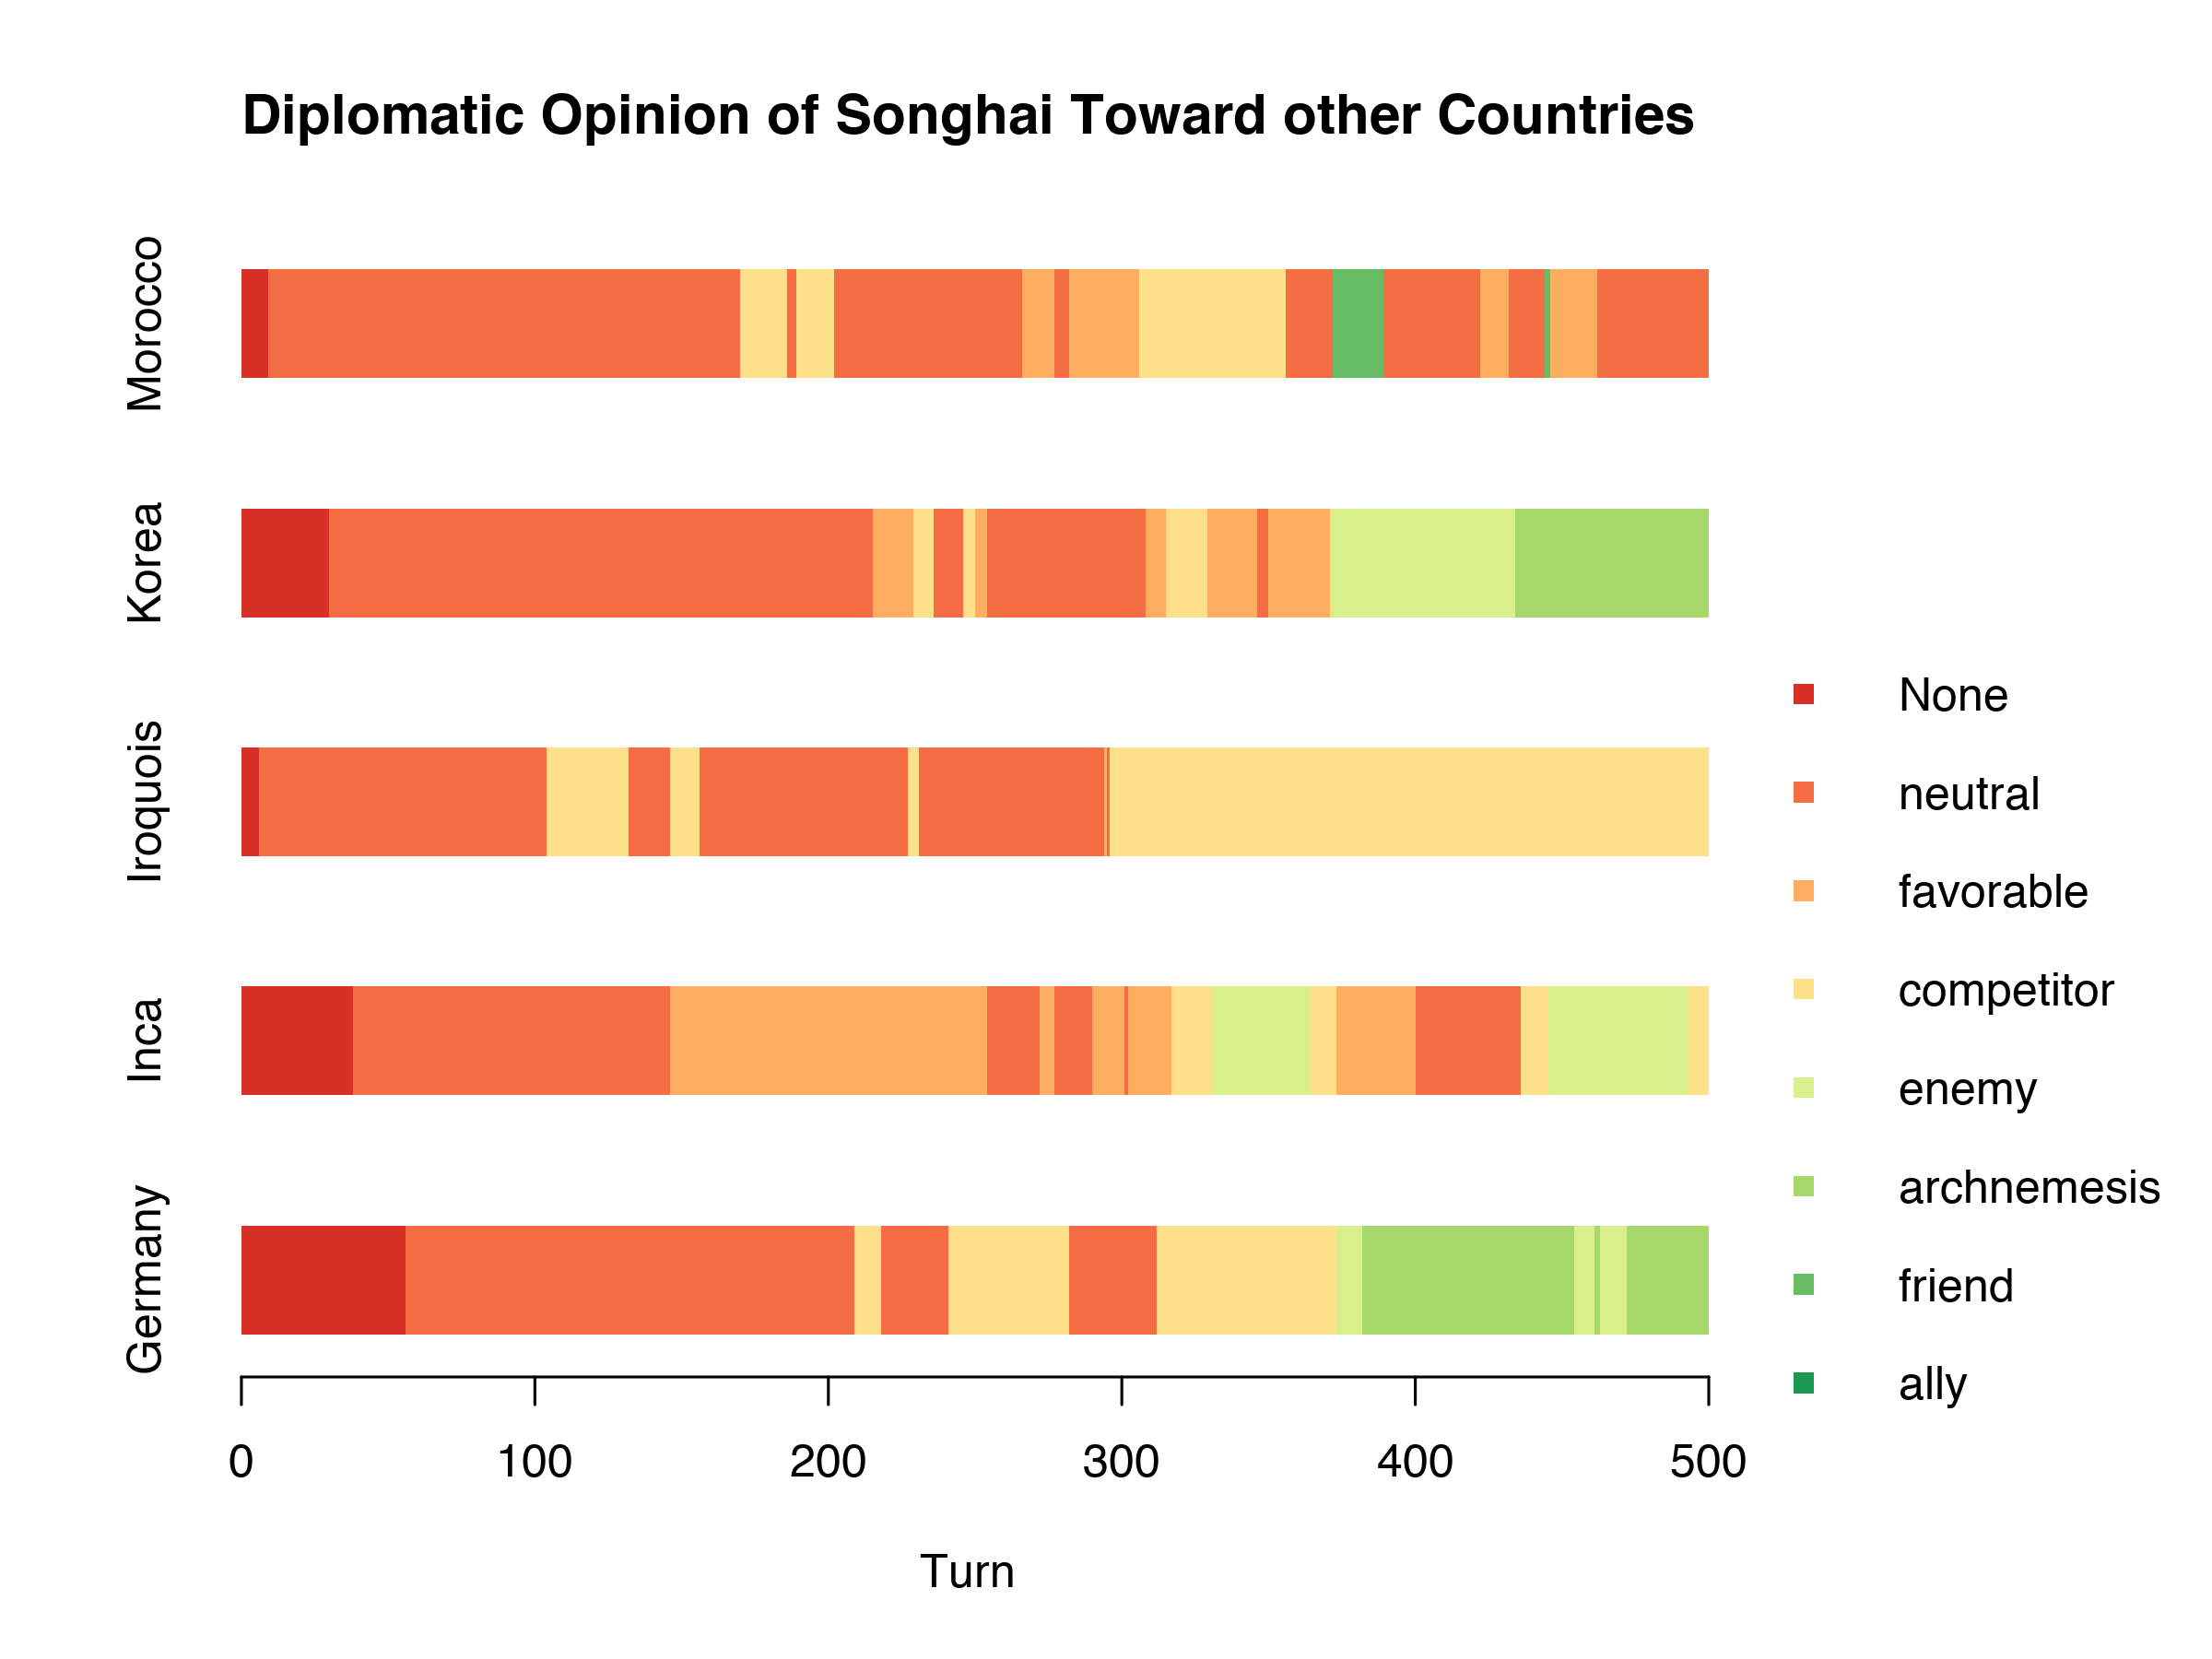 Diplomatic Opinion of Songhai Toward other Countries
Morocco
Korea
Iroquois
Inca
Germany
None
neutral
favorable
competitor
enemy
archnemesis
friend
ally
0 100 200 300 400 500
Turn